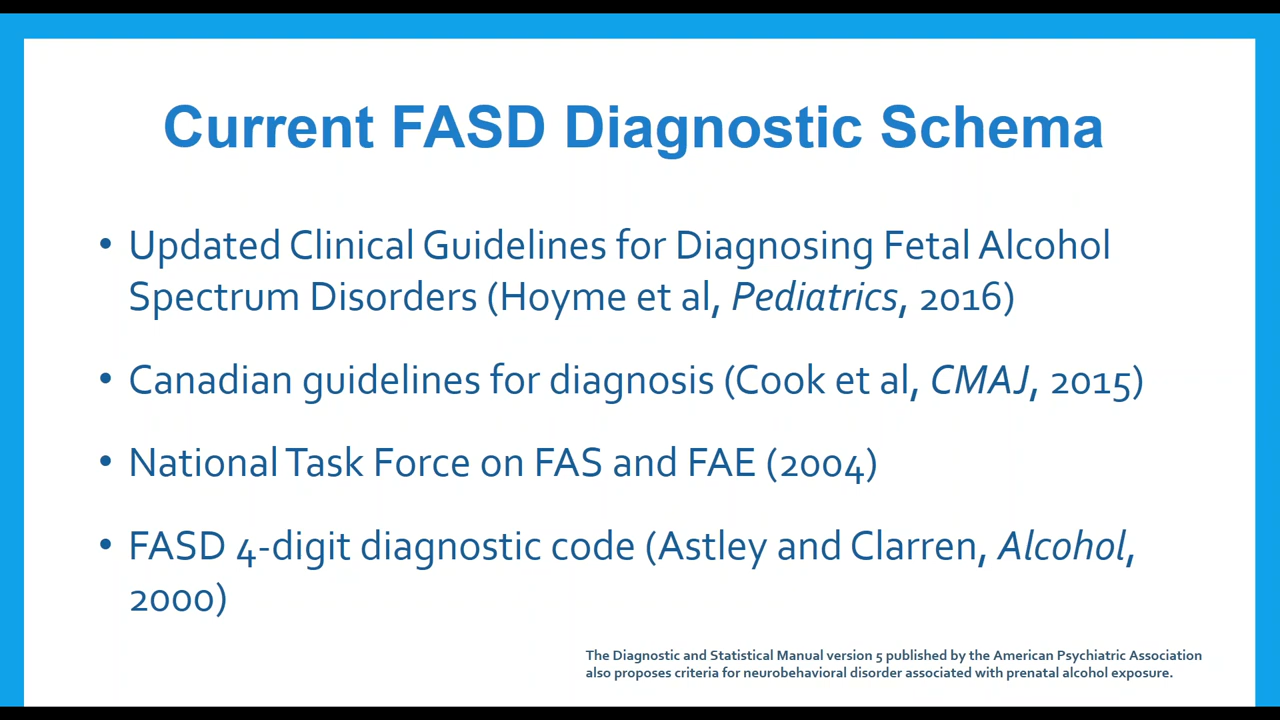 Current FASD Diagnostic Schema
• Updated Clinical Guidelines for Diagnosing Fetal Alcohol
Spectrum Disorders (Hoyme et al, Pediatrics, 2016)
• Canadian guidelines for diagnosis (Cook et al, CMAJ, 2015)
• National Task Force on FAS and FAE (2004)
• FASD 4-digit diagnostic code (Astley and Clarren, Alcohol,
2000)
The Diagnostic and Statistical Manual version 5 published by the American Psychiatric Association
also proposes criteria for neurobehavioral disorder associated with prenatal alcohol exposure.